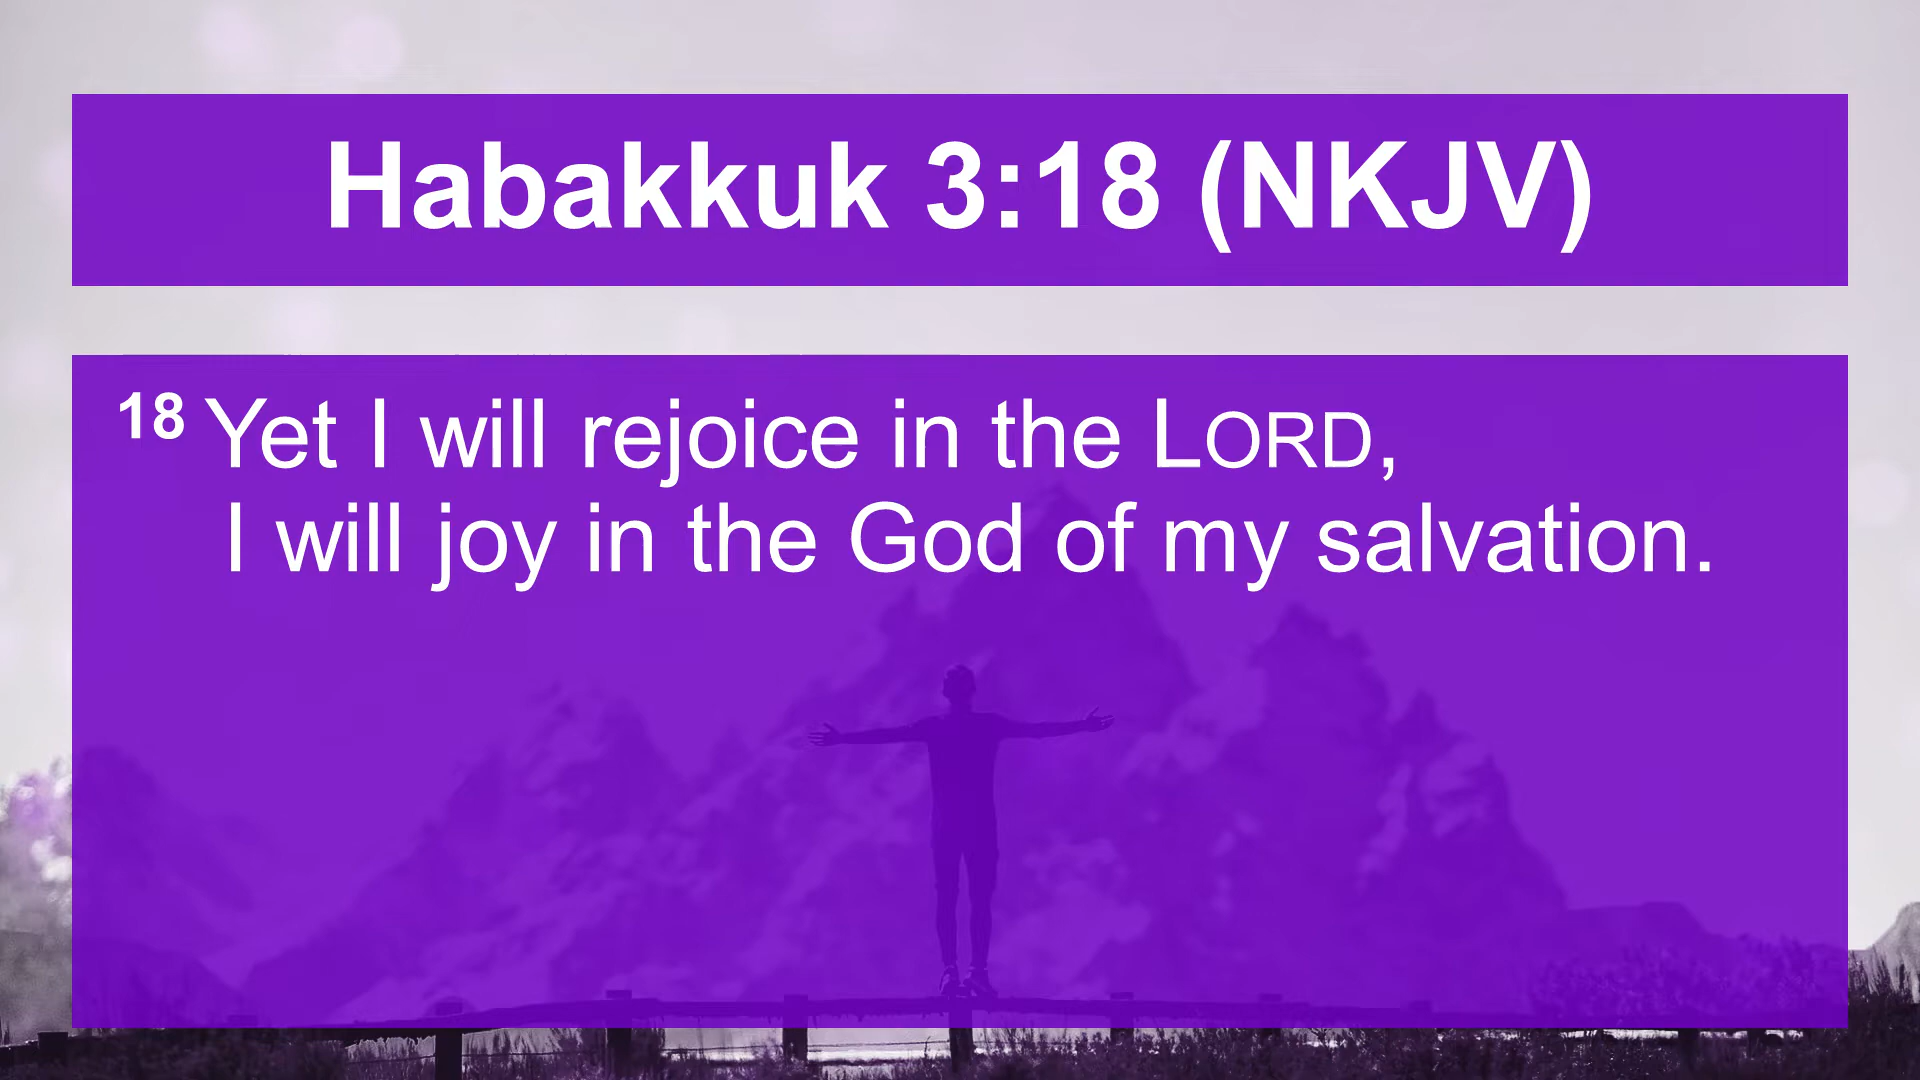 Habakkuk 3:18 (NKJV)
18 Yet I will rejoice in the LORD,
I will joy in the God of my salvation.